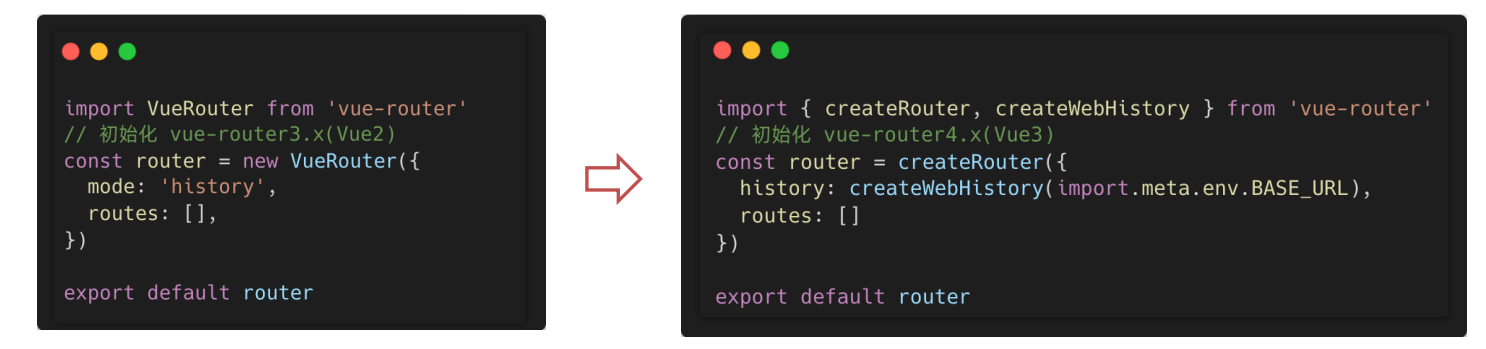 import VueRouter from 'vue-router'
// 初始化 vue-router3.x(Vue2)
const router = new VueRouter({
  mode: 'history',
  routes: [],
})

export default router

import { createRouter, createWebHistory } from 'vue-router'
// 初始化 vue-router4.x(Vue3)
const router = createRouter({
  history: createWebHistory(import.meta.env.BASE_URL),
  routes: []
})

export default router